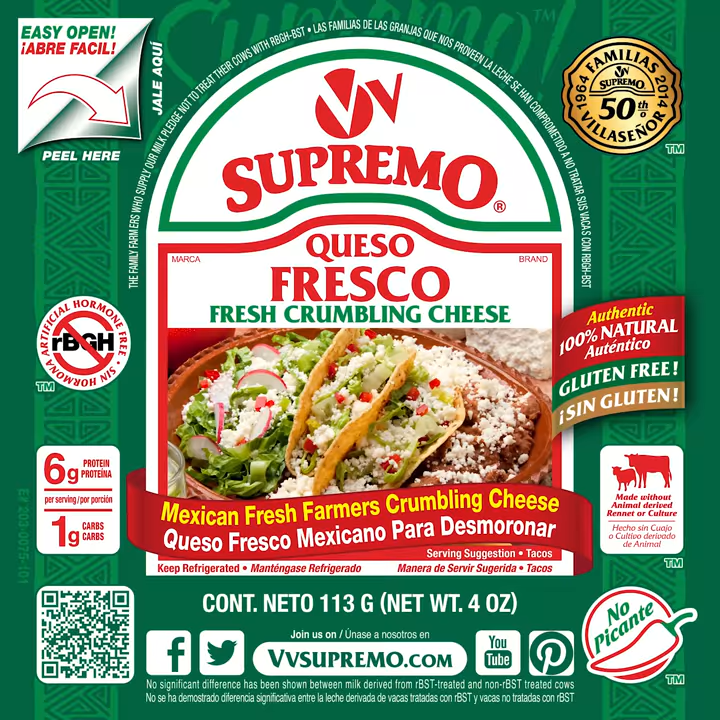 Supremo!™
EASY OPEN!
¡ABRE FACIL!
JALE AQUÍ
PEEL HERE
THE FAMILY FARMERS WHO SUPPLY OUR MILK PLEDGE NOT TO TREAT THEIR COWS WITH RBGH-BST • LAS FAMILIAS DE LAS GRANJAS QUE NOS PROVEEN LA LECHE SE HAN COMPROMETIDO A NO TRATAR SUS VACAS CON RBGH-BST
1964 FAMILIAS 2014
VV
SUPREMO
50th o
VILLASEÑOR
TM
VV
SUPREMO®
MARCA
BRAND
QUESO
FRESCO
FRESH CRUMBLING CHEESE
ARTIFICIAL HORMONE FREE • SIN HORMONA
rBGH
TM
Authentic
100% NATURAL
Auténtico
GLUTEN FREE!
¡SIN GLUTEN!
6g PROTEIN
PROTEÍNA
per serving/por porción
1g CARBS
CARBS
Made without
Animal derived
Rennet or Culture
Hecho sin Cuajo
o Cultivo derivado
de Animal
TM
Mexican Fresh Farmers Crumbling Cheese
Queso Fresco Mexicano Para Desmoronar
Serving Suggestion • Tacos
Keep Refrigerated • Manténgase Refrigerado
Manera de Servir Sugerida • Tacos
EF 203-0075-101
CONT. NETO 113 G (NET WT. 4 OZ)
Join us on / Únase a nosotros en
f
VVSUPREMO.COM
You
Tube
No
Picante
TM
No significant difference has been shown between milk derived from rBST-treated and non-rBST treated cows
No se ha demostrado diferencia significativa entre la leche derivada de vacas tratadas con rBST y vacas no tratadas con rBST